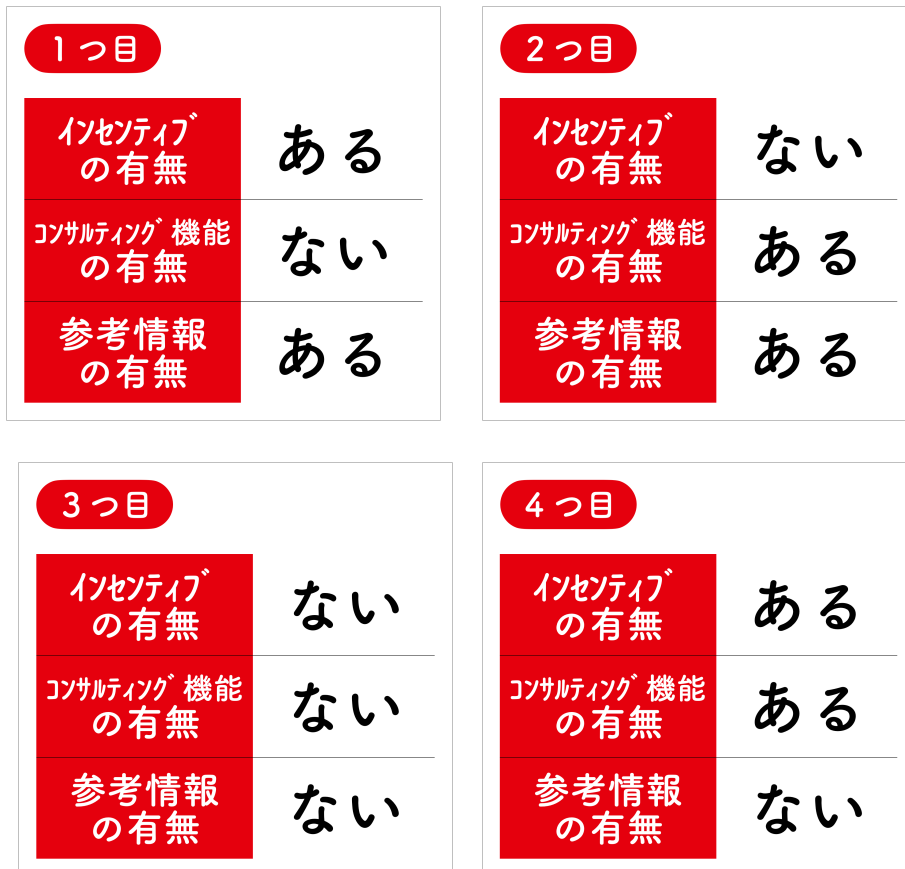 1つ目
インセンティブ
の有無
ある
コンサルティング機能
の有無
ない
参考情報
の有無
ある
2つ目
インセンティブ
の有無
ない
コンサルティング機能
の有無
ある
参考情報
の有無
ある
3つ目
インセンティブ
の有無
ない
コンサルティング機能
の有無
ない
参考情報
の有無
ない
4つ目
インセンティブ
の有無
ある
コンサルティング機能
の有無
ある
参考情報
の有無
ない